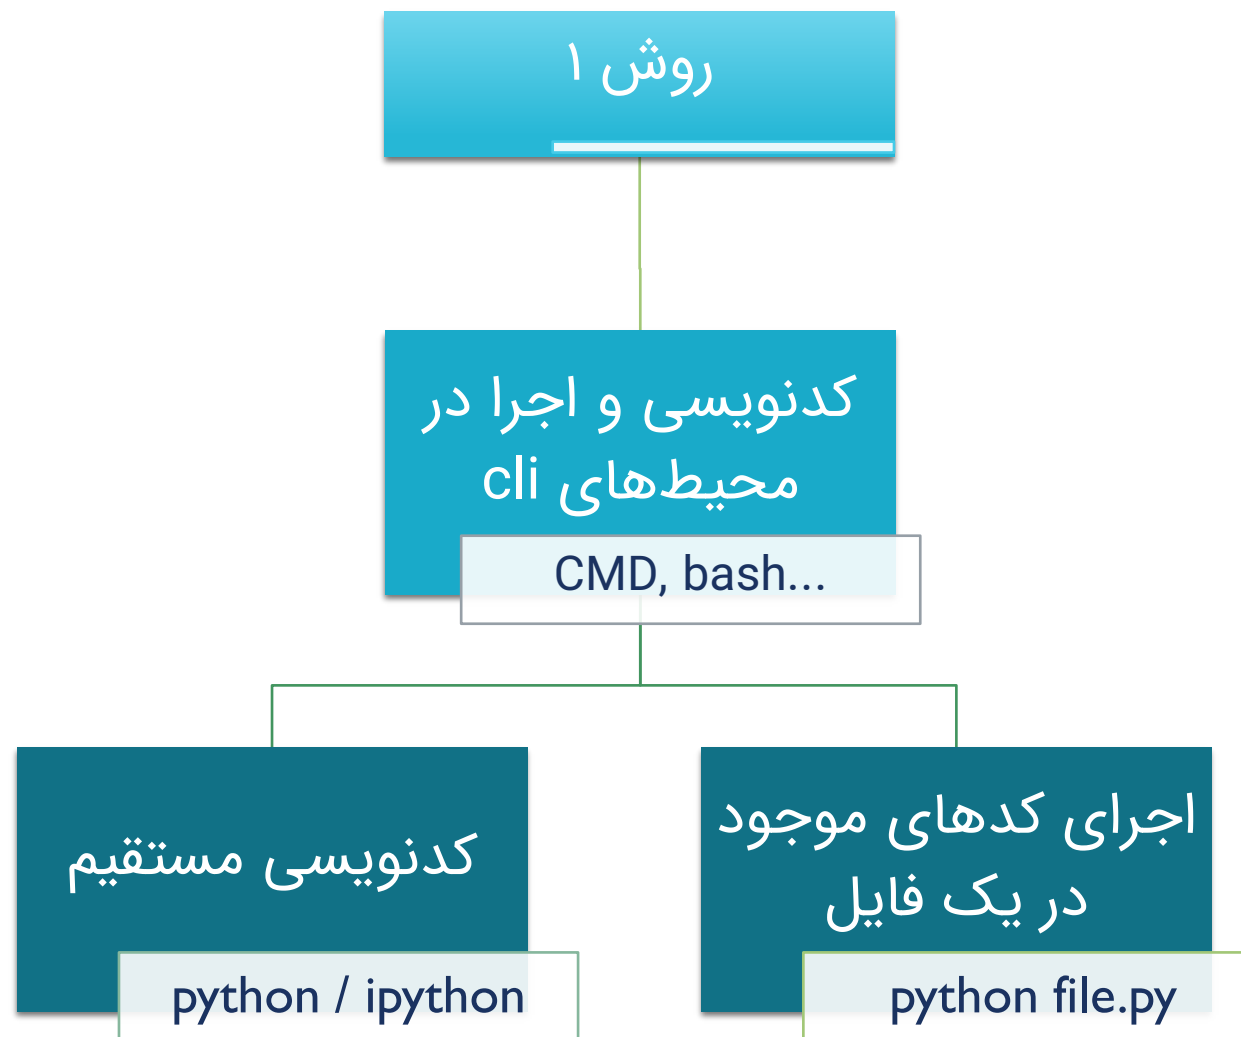 روش ۱
کدنویسی و اجرا در
محیط‌های cli
CMD, bash...
اجرای کدهای موجود
در یک فایل
python file.py
کدنویسی مستقیم
python / ipython